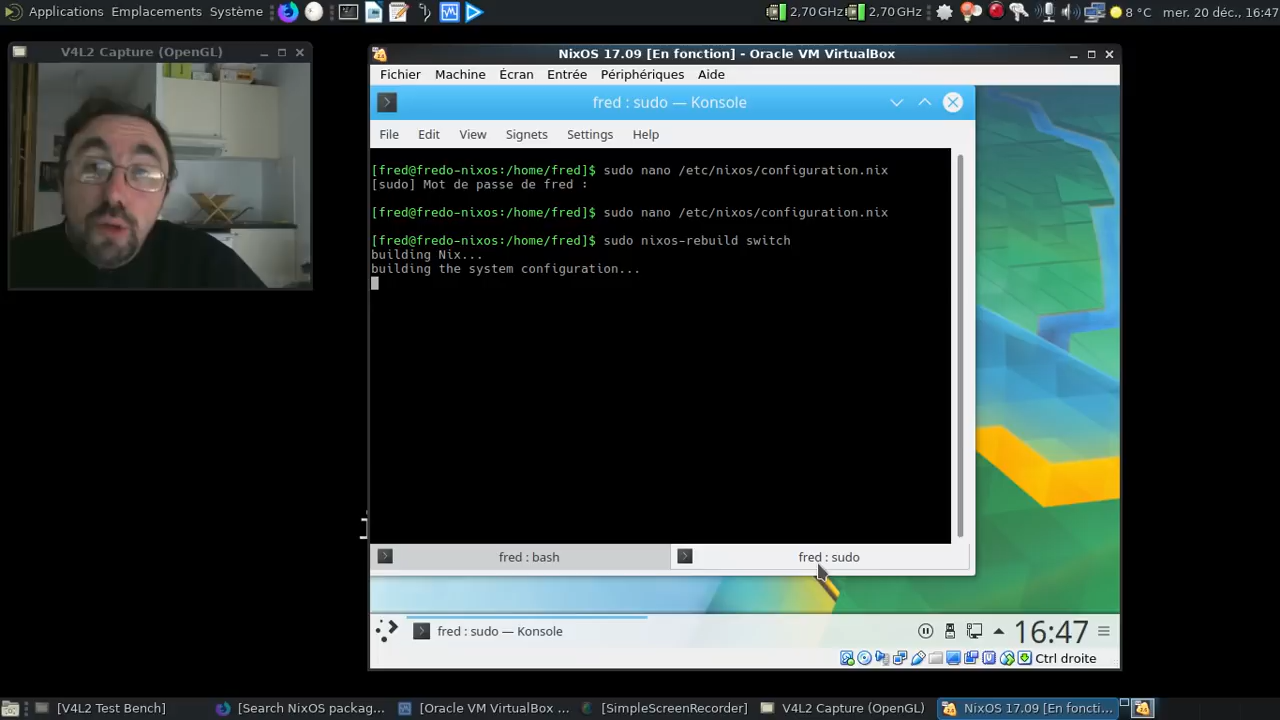 Applications Emplacements Système
2,70 GHz 2,70 GHz 8 °C mer. 20 déc., 16:47
V4L2 Capture (OpenGL)
NixOS 17.09 [En fonction] - Oracle VM VirtualBox
Fichier Machine Écran Entrée Périphériques Aide
fred : sudo — Konsole
File Edit View Signets Settings Help
[fred@fredo-nixos:/home/fred]$ sudo nano /etc/nixos/configuration.nix
[sudo] Mot de passe de fred :
[fred@fredo-nixos:/home/fred]$ sudo nano /etc/nixos/configuration.nix
[fred@fredo-nixos:/home/fred]$ sudo nixos-rebuild switch
building Nix...
building the system configuration...
fred : bash fred : sudo
fred : sudo — Konsole 16:47
Ctrl droite
[V4L2 Test Bench] [Search NixOS packag... [Oracle VM VirtualBox ... [SimpleScreenRecorder] V4L2 Capture (OpenGL) NixOS 17.09 [En foncti...